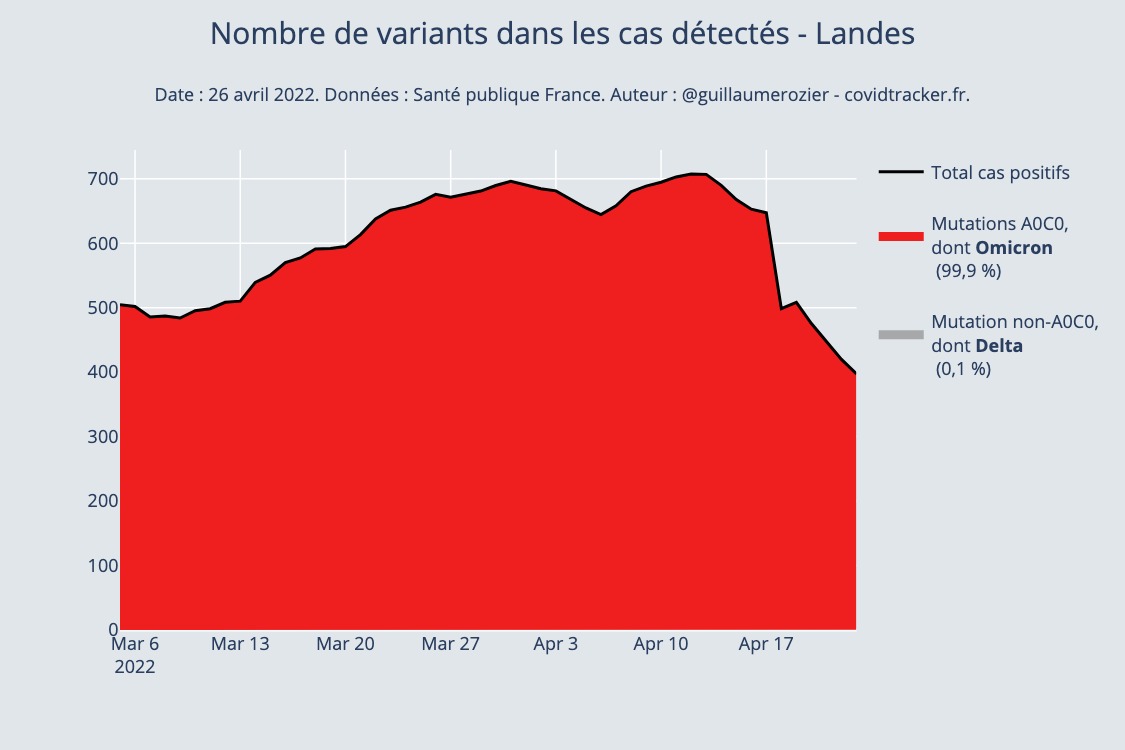 Nombre de variants dans les cas détectés - Landes
Date : 26 avril 2022. Données : Santé publique France. Auteur : @guillaumerozier - covidtracker.fr.
700
600
500
400
300
200
100
0
Mar 6
2022
Mar 13
Mar 20
Mar 27
Apr 3
Apr 10
Apr 17
Total cas positifs
Mutations A0C0,
dont Omicron
(99,9 %)
Mutation non-A0C0,
dont Delta
(0,1 %)